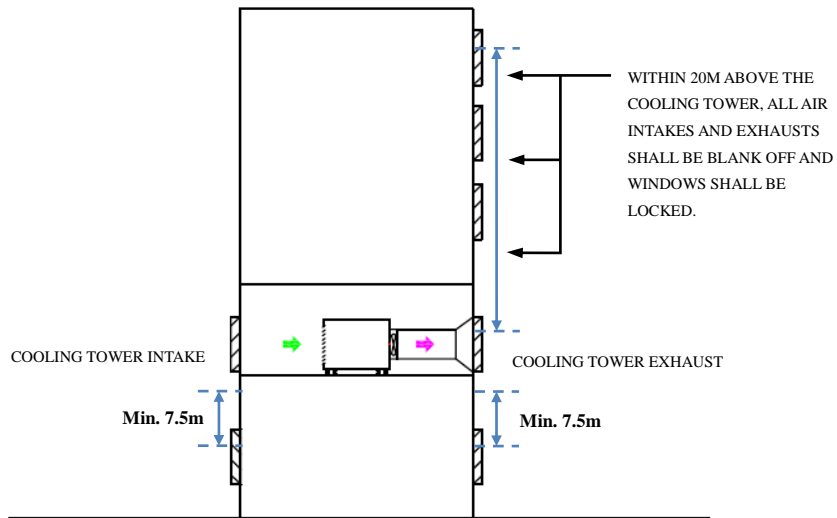 WITHIN 20M ABOVE THE
COOLING TOWER, ALL AIR
INTAKES AND EXHAUSTS
SHALL BE BLANK OFF AND
WINDOWS SHALL BE
LOCKED.
COOLING TOWER INTAKE
COOLING TOWER EXHAUST
Min. 7.5m
Min. 7.5m